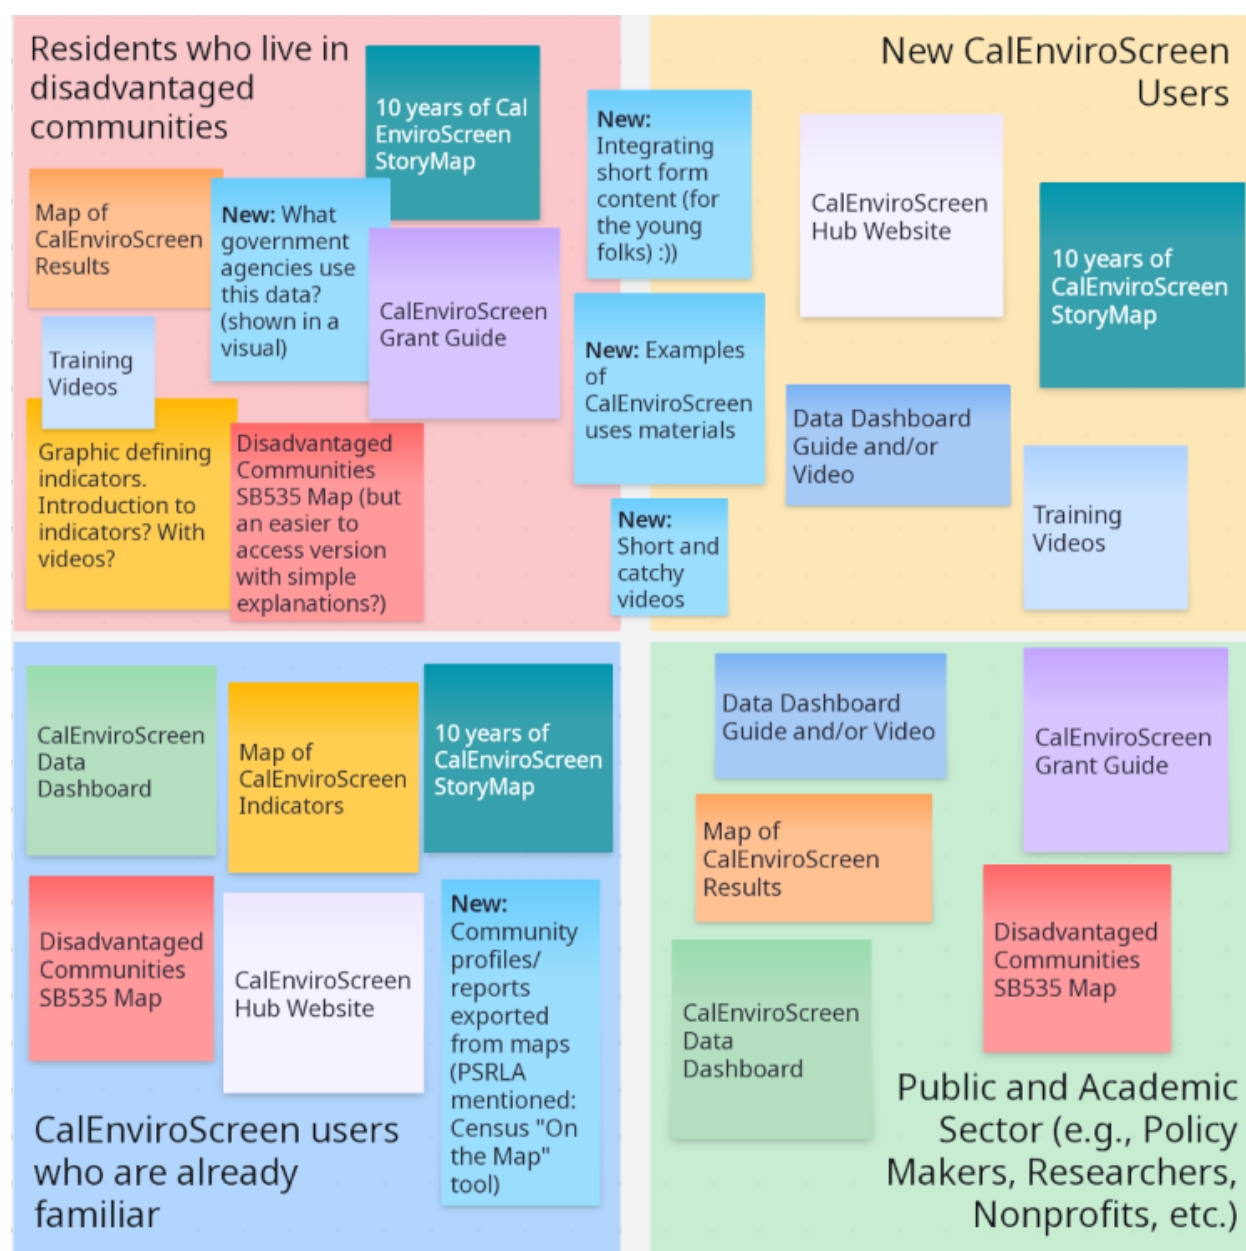 Residents who live in
disadvantaged
communities
10 years of Cal
EnviroScreen
StoryMap
Map of
CalEnviroScreen
Results
New: What
government
agencies use
this data?
(shown in a
visual)
CalEnviroScreen
Grant Guide
Training
Videos
Graphic defining
indicators.
Introduction to
indicators? With
videos?
Disadvantaged
Communities
SB535 Map (but
an easier to
access version
with simple
explanations?)
New:
Integrating
short form
content (for
the young
folks) :))
New: Examples
of
CalEnviroScreen
uses materials
New:
Short and
catchy
videos
New CalEnviroScreen
Users
CalEnviroScreen
Hub Website
10 years of
CalEnviroScreen
StoryMap
Data Dashboard
Guide and/or
Video
Training
Videos
CalEnviroScreen
Data
Dashboard
Map of
CalEnviroScreen
Indicators
10 years of
CalEnviroScreen
StoryMap
Disadvantaged
Communities
SB535 Map
CalEnviroScreen
Hub Website
New:
Community
profiles/
reports
exported
from maps
(PSRLA
mentioned:
Census "On
the Map"
tool)
CalEnviroScreen users
who are already
familiar
Data Dashboard
Guide and/or Video
CalEnviroScreen
Grant Guide
Map of
CalEnviroScreen
Results
Disadvantaged
Communities
SB535 Map
CalEnviroScreen
Data
Dashboard
Public and Academic
Sector (e.g., Policy
Makers, Researchers,
Nonprofits, etc.)